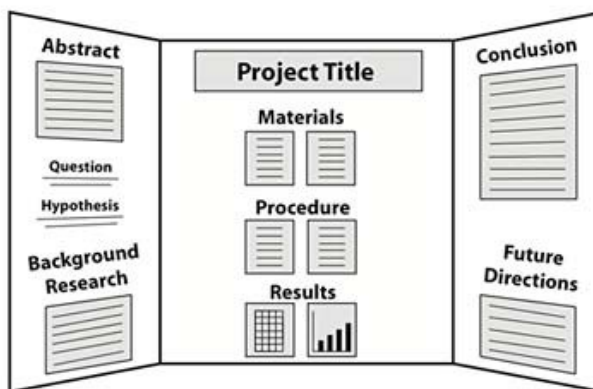 Abstract
Question
Hypothesis
Background
Research
Project Title
Materials
Procedure
Results
Conclusion
Future
Directions